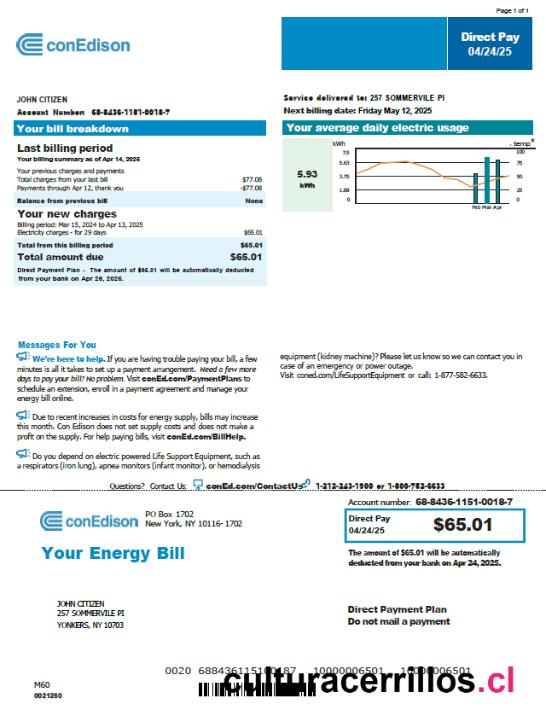 Page 1 of 1
conEdison
Direct Pay
04/24/25
JOHN CITIZEN
Account Number: 68-8436-1151-0018-7
Service delivered to: 257 SOMMERVILE PI
Next billing date: Friday May 12, 2025
Your bill breakdown
Last billing period
Your billing summary as of Apr 14, 2025
Your previous charges and payments
Total charges from your last bill $77.08
Payments through Apr 12, thank you -$77.08
Balance from previous bill None
Your new charges
Billing period: Mar 15, 2024 to Apr 13, 2025
Electricity charges - for 29 days $65.01
Total from this billing period $65.01
Total amount due $65.01
Direct Payment Plan - The amount of $65.01 will be automatically deducted
from your bank on Apr 26, 2025.
Your average daily electric usage
5.93
kWh
kWh temp°
7.5 100
5.63 75
3.75 50
1.88 25
0 0
Feb Mar Apr
Messages For You
We're here to help. If you are having trouble paying your bill, a few
minutes is all it takes to set up a payment arrangement. Need a few more
days to pay your bill? No problem. Visit conEd.com/PaymentPlans to
schedule an extension, enroll in a payment agreement and manage your
energy bill online.
Due to recent increases in costs for energy supply, bills may increase
this month. Con Edison does not set supply costs and does not make a
profit on the supply. For help paying bills, visit conEd.com/BillHelp.
Do you depend on electric powered Life Support Equipment, such as
a respirators (iron lung), apnea monitors (infant monitor), or hemodialysis
equipment (kidney machine)? Please let us know so we can contact you in
case of an emergency or power outage.
Visit coned.com/LifeSupportEquipment or call: 1-877-582-6633.
Questions? Contact Us: conEd.com/ContactUs 1-212-243-1900 or 1-800-752-6633
conEdison
PO Box 1702
New York, NY 10116-1702
Account number: 68-8436-1151-0018-7
Direct Pay
04/24/25
$65.01
The amount of $65.01 will be automatically
deducted from your bank on Apr 24, 2025.
Your Energy Bill
JOHN CITIZEN
257 SOMMERVILE PI
YONKERS, NY 10703
Direct Payment Plan
Do not mail a payment
0020 688436115100187 10000006501 10000006501
M60
0021260
culturacerrillos.cl